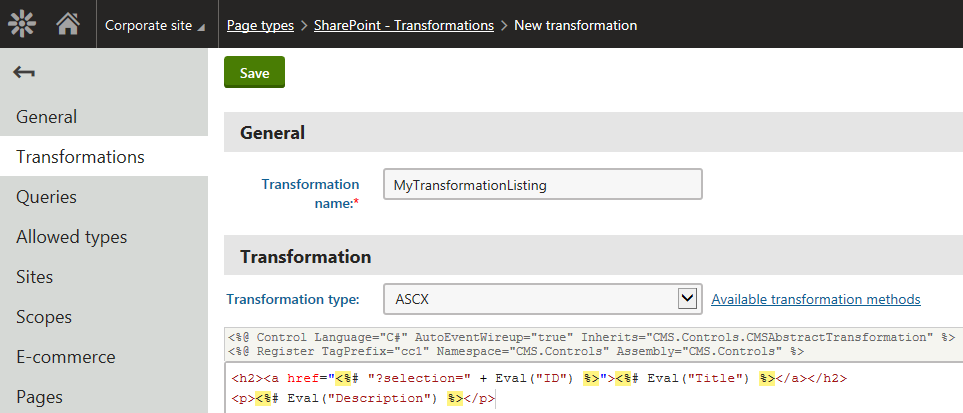 Corporate site
Page types > SharePoint - Transformations > New transformation
Save
General
Transformations
Queries
Allowed types
Sites
Scopes
E-commerce
Pages
General
Transformation
name:*
MyTransformationListing
Transformation
Transformation type:
ASCX
Available transformation methods
<%@ Control Language="C#" AutoEventWireup="true" Inherits="CMS.Controls.CMSAbstractTransformation" %>
<%@ Register TagPrefix="cc1" Namespace="CMS.Controls" Assembly="CMS.Controls" %>
<h2><a href="<%# "?selection=" + Eval("ID") %>"><%# Eval("Title") %></a></h2>
<p><%# Eval("Description") %></p>